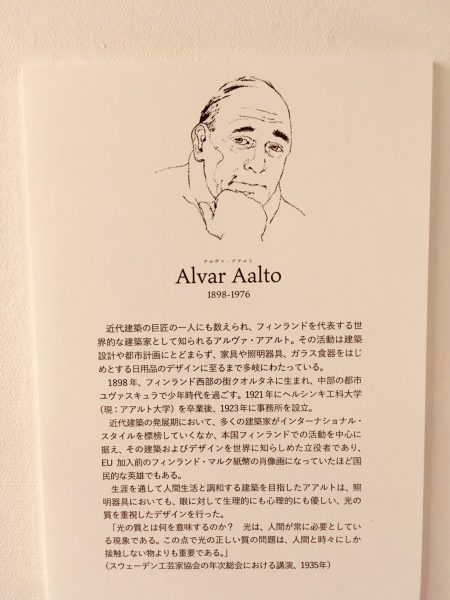 アルヴァ・アアルト
Alvar Aalto
1898-1976
近代建築の巨匠の一人にも数えられ、フィンランドを代表する世
界的な建築家として知られるアルヴァ・アアルト。その活動は建築
設計や都市計画にとどまらず、家具や照明器具、ガラス食器をはじ
めとする日用品のデザインに至るまで多岐にわたっている。
1898年、フィンランド西部の街クオルタネに生まれ、中部の都市
ユヴァスキュラで少年時代を過ごす。1921年にヘルシンキ工科大学
(現:アアルト大学)を卒業後、1923年に事務所を設立。
近代建築の発展期において、多くの建築家がインターナショナル・
スタイルを標榜していくなか、本国フィンランドでの活動を中心に
据え、その建築およびデザインを世界に知らしめた立役者であり、
EU 加入前のフィンランド・マルク紙幣の肖像画になっていたほど国
民的な英雄でもある。
生涯を通して人間生活と調和する建築を目指したアアルトは、照
明器具においても、眼に対して生理的にも心理的にも優しい、光の
質を重視したデザインを行った。
「光の質とは何を意味するのか? 光は、人間が常に必要としてい
る現象である。この点で光の正しい質の問題は、人間と時々にしか
接触しない物よりも重要である。」
(スウェーデン工芸家協会の年次総会における講演、1935年)